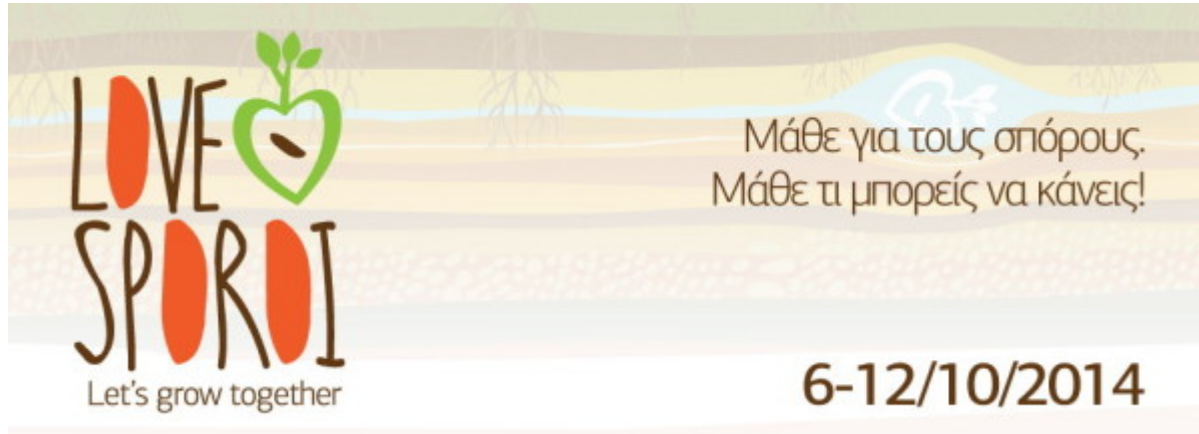 LOVE
SPOROI
Let's grow together
Μάθε για τους σπόρους.
Μάθε τι μπορείς να κάνεις!
6-12/10/2014